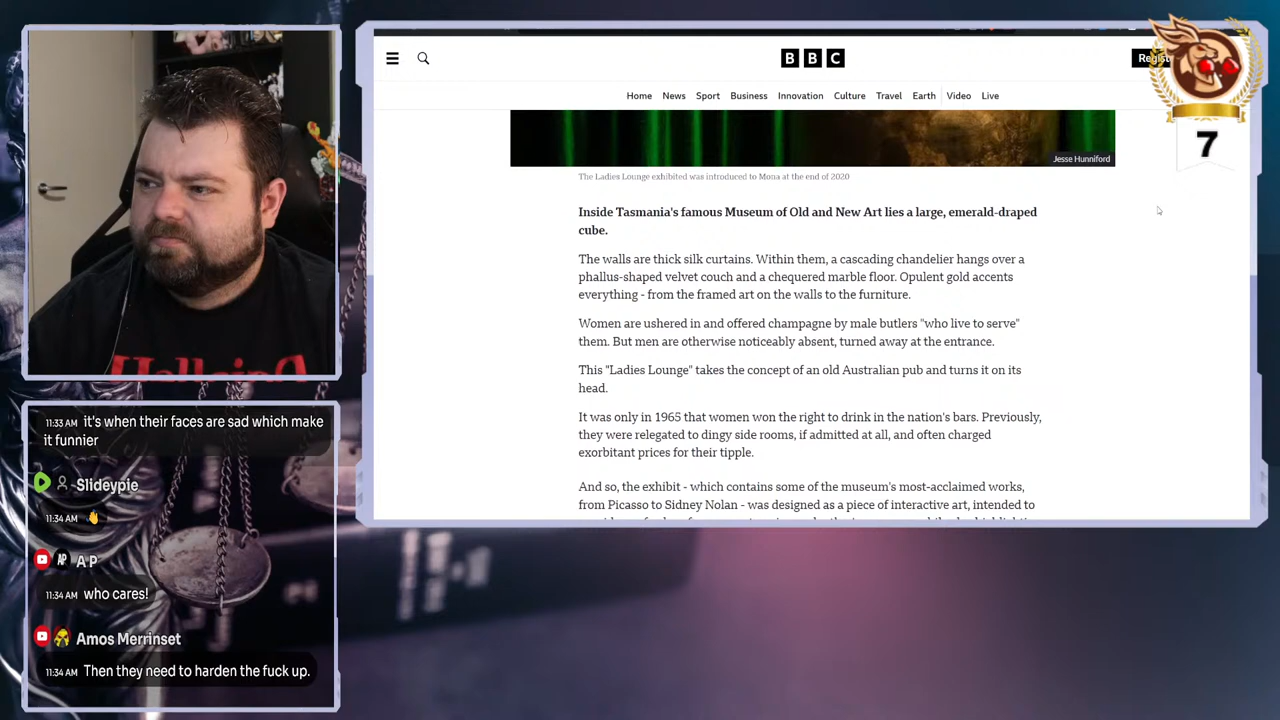 BBC
Home News Sport Business Innovation Culture Travel Earth Video Live
7
Jesse Hunniford
The Ladies Lounge exhibited was introduced to Mona at the end of 2020
Inside Tasmania's famous Museum of Old and New Art lies a large, emerald-draped
cube.
The walls are thick silk curtains. Within them, a cascading chandelier hangs over a
phallus-shaped velvet couch and a chequered marble floor. Opulent gold accents
everything - from the framed art on the walls to the furniture.
Women are ushered in and offered champagne by male butlers "who live to serve"
them. But men are otherwise noticeably absent, turned away at the entrance.
This "Ladies Lounge" takes the concept of an old Australian pub and turns it on its
head.
It was only in 1965 that women won the right to drink in the nation's bars. Previously,
they were relegated to dingy side rooms, if admitted at all, and often charged
exorbitant prices for their tipple.
And so, the exhibit - which contains some of the museum's most-acclaimed works,
from Picasso to Sidney Nolan - was designed as a piece of interactive art, intended to
11:33 AM it's when their faces are sad which make
it funnier
Slideypie
11:34 AM 👋
AP A P
11:34 AM who cares!
Amos Merrinset
11:34 AM Then they need to harden the fuck up.